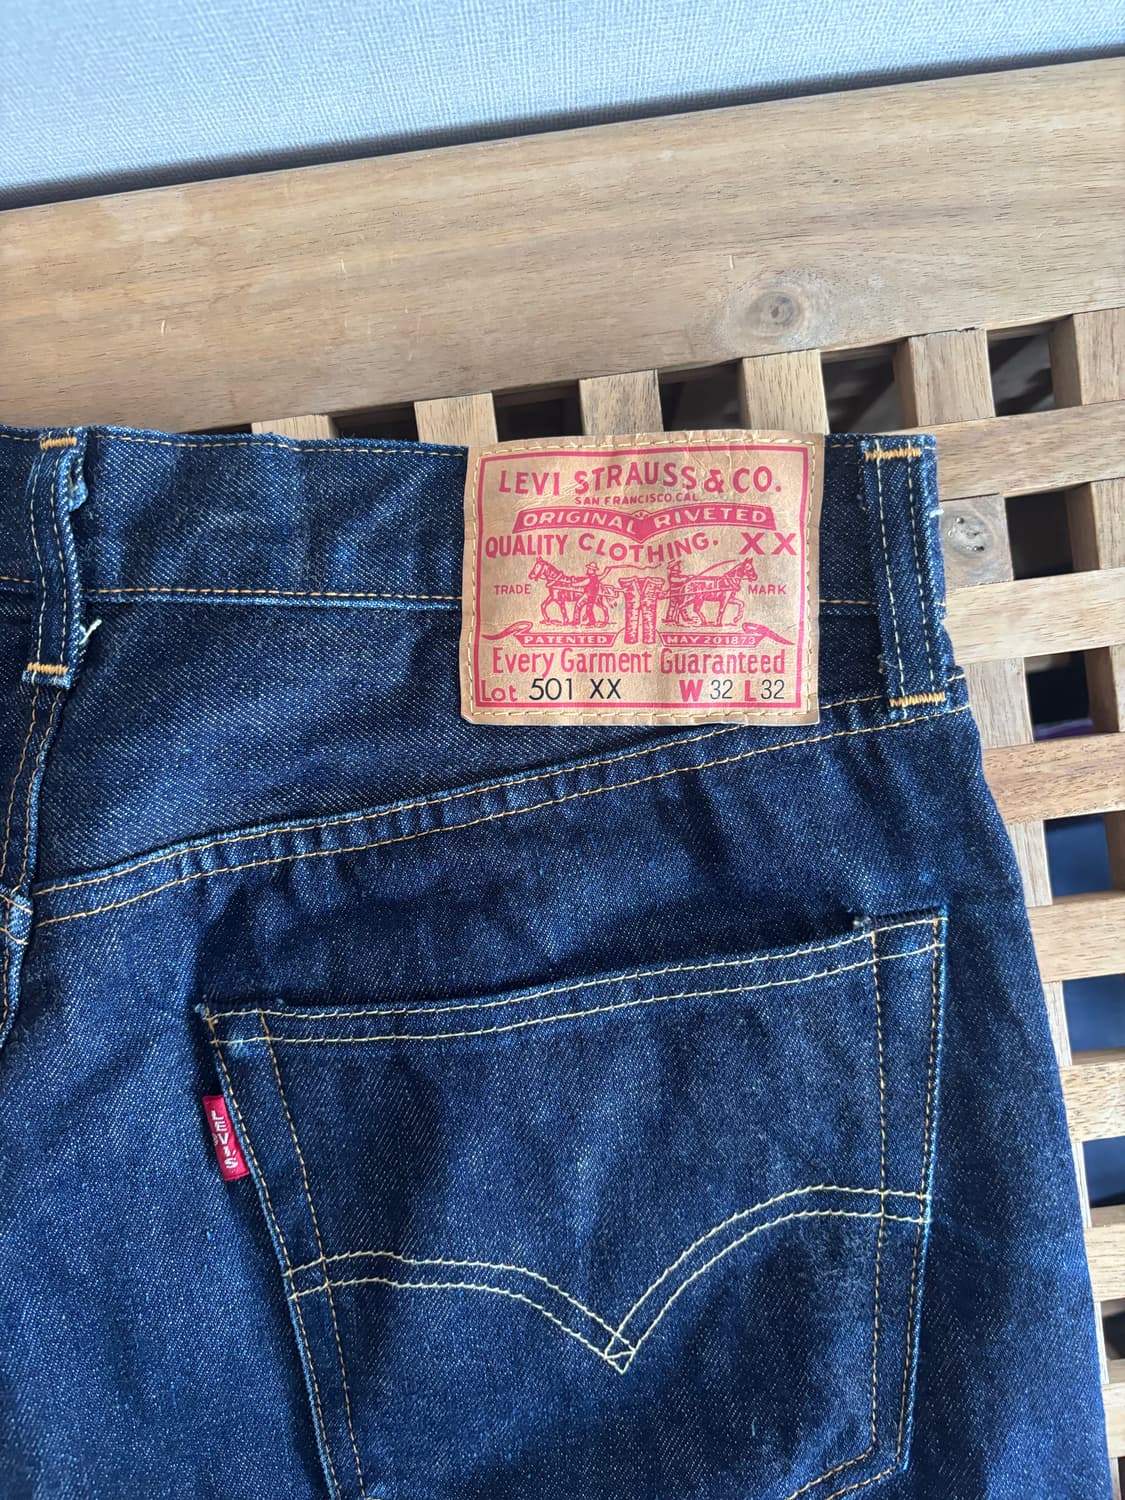 LEVI STRAUSS & CO.
SAN FRANCISCO CAL.
ORIGINAL RIVETED
QUALITY CLOTHING. XX
TRADE MARK
PATENTED MAY 20 1873
Every Garment Guaranteed
Lot 501 XX W 32 L 32
LEVI'S